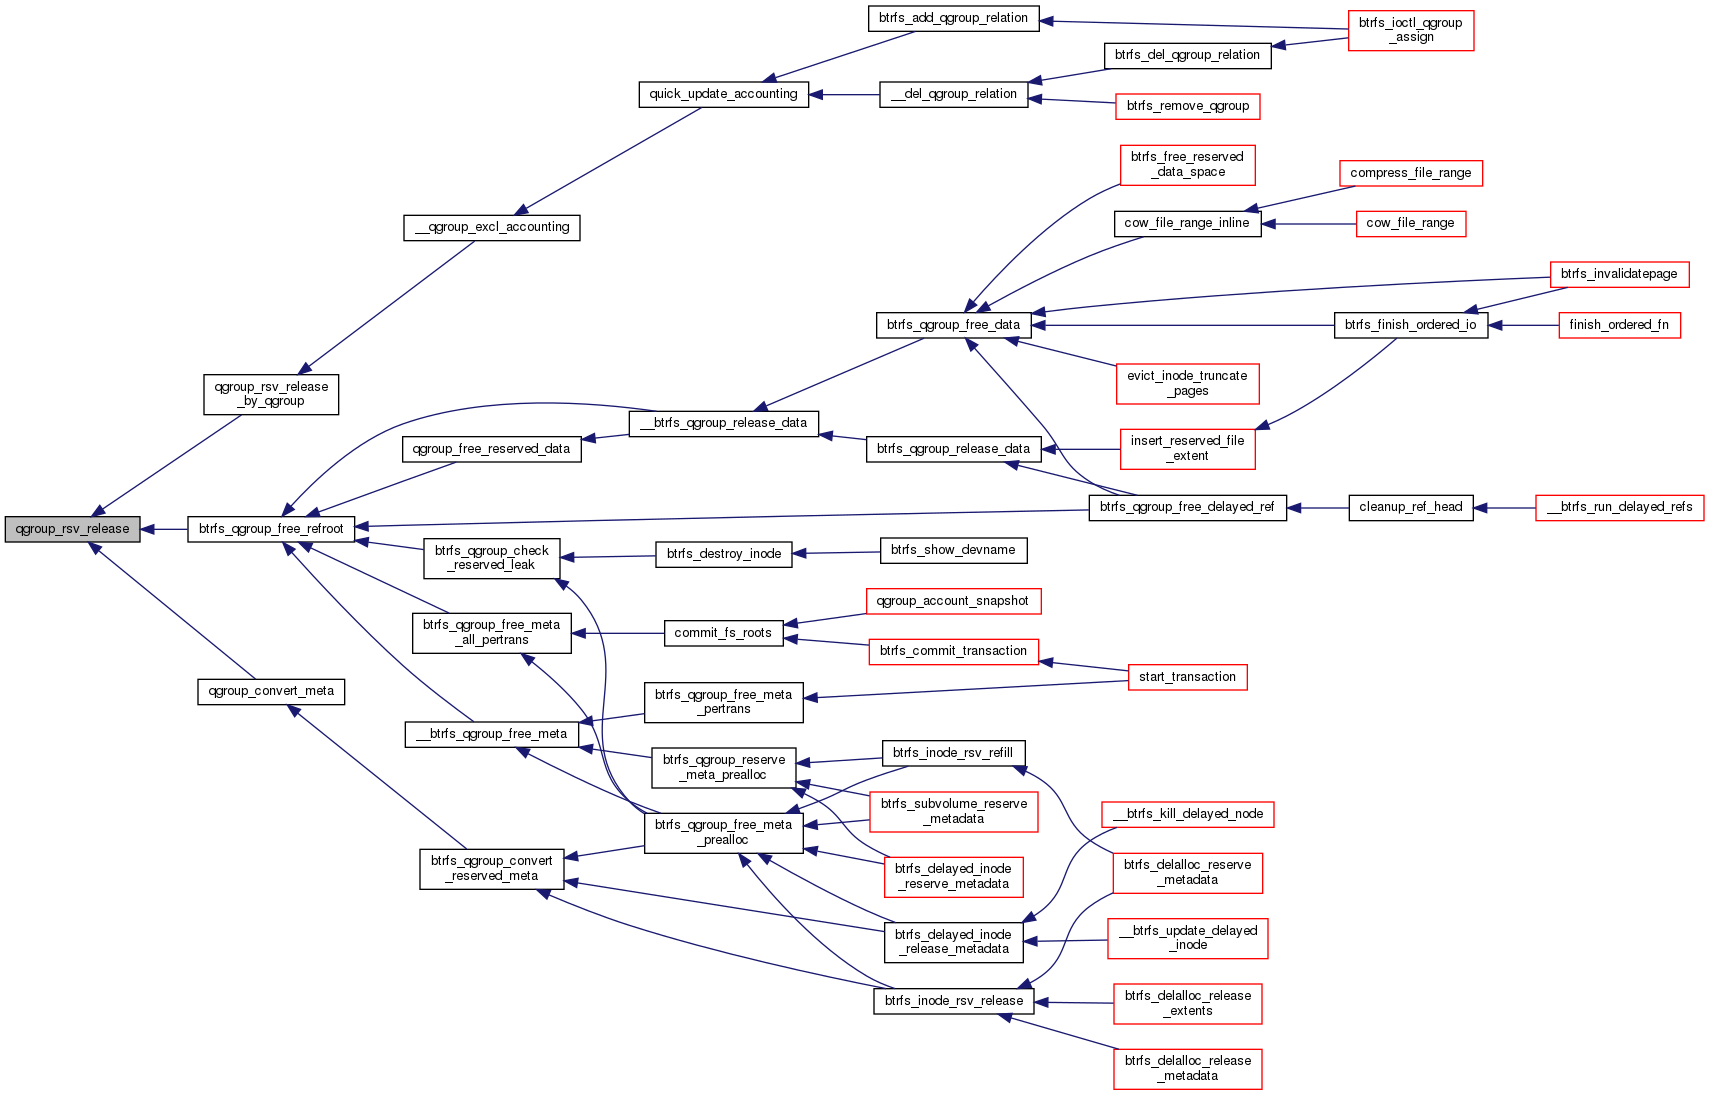 btrfs_add_qgroup_relation
btrfs_ioctl_qgroup
_assign
btrfs_del_qgroup_relation
quick_update_accounting
__del_qgroup_relation
btrfs_remove_qgroup
btrfs_free_reserved
_data_space
compress_file_range
__qgroup_excl_accounting
cow_file_range_inline
cow_file_range
btrfs_invalidatepage
btrfs_qgroup_free_data
btrfs_finish_ordered_io
finish_ordered_fn
evict_inode_truncate
_pages
qgroup_rsv_release
_by_qgroup
__btrfs_qgroup_release_data
qgroup_free_reserved_data
btrfs_qgroup_release_data
insert_reserved_file
_extent
btrfs_qgroup_free_delayed_ref
cleanup_ref_head
__btrfs_run_delayed_refs
qgroup_rsv_release
btrfs_qgroup_free_refroot
btrfs_qgroup_check
_reserved_leak
btrfs_destroy_inode
btrfs_show_devname
qgroup_account_snapshot
btrfs_qgroup_free_meta
_all_pertrans
commit_fs_roots
btrfs_commit_transaction
start_transaction
qgroup_convert_meta
btrfs_qgroup_free_meta
_pertrans
__btrfs_qgroup_free_meta
btrfs_qgroup_reserve
_meta_prealloc
btrfs_inode_rsv_refill
btrfs_subvolume_reserve
_metadata
__btrfs_kill_delayed_node
btrfs_qgroup_free_meta
_prealloc
btrfs_qgroup_convert
_reserved_meta
btrfs_delayed_inode
_reserve_metadata
btrfs_delalloc_reserve
_metadata
btrfs_delayed_inode
_release_metadata
__btrfs_update_delayed
_inode
btrfs_inode_rsv_release
btrfs_delalloc_release
_extents
btrfs_delalloc_release
_metadata